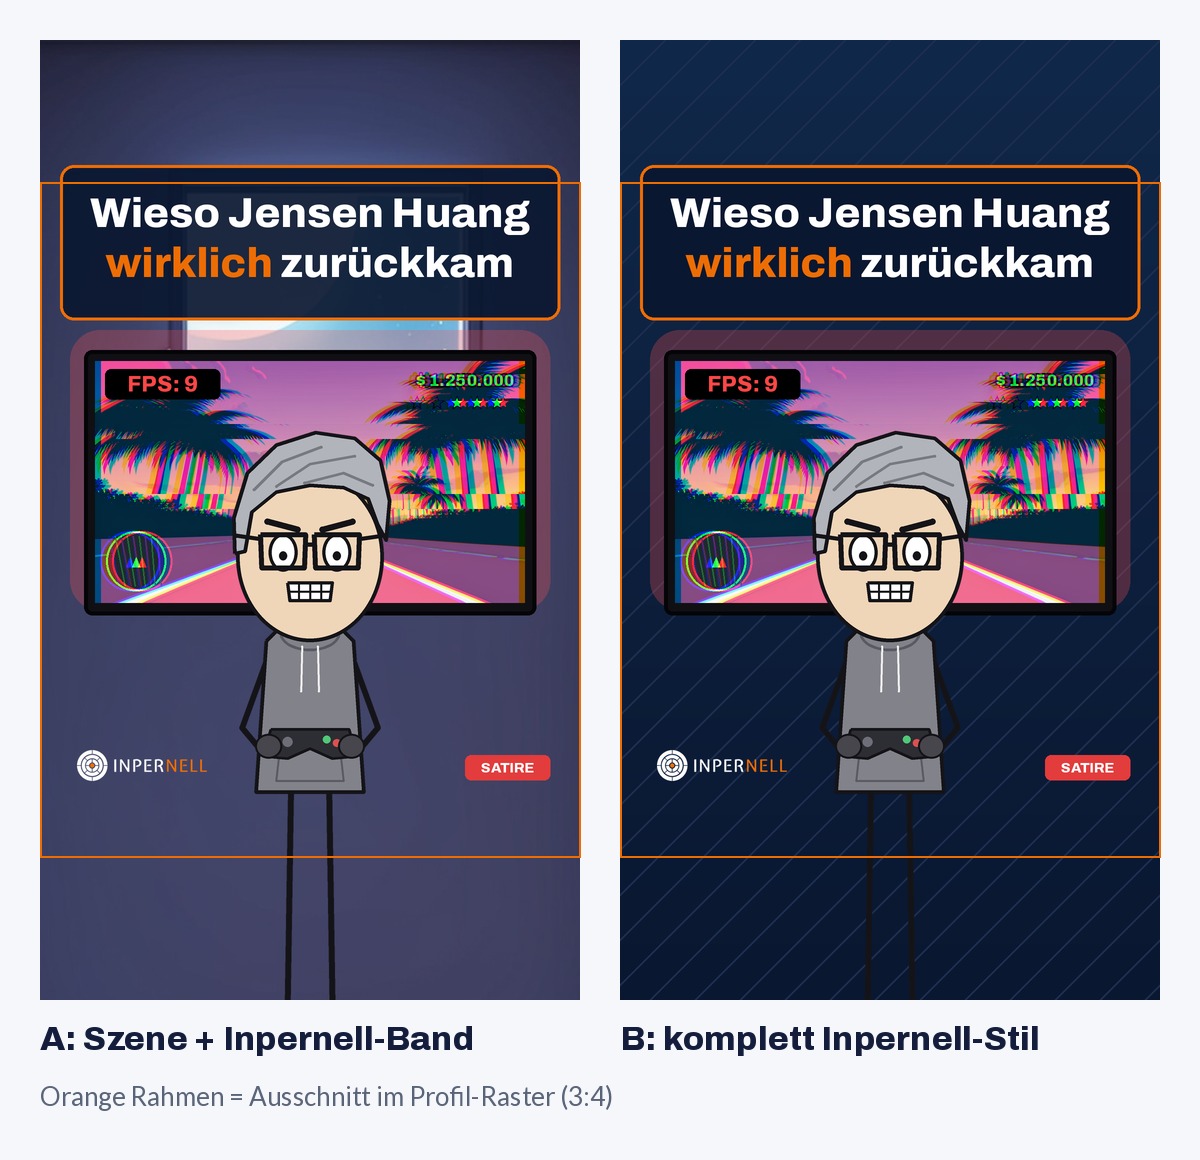 Wieso Jensen Huang
wirklich zurückkam
FPS: 9
$ 1.250.000
INPERNELL
SATIRE
Wieso Jensen Huang
wirklich zurückkam
FPS: 9
$ 1.250.000
INPERNELL
SATIRE
A: Szene + Inpernell-Band
B: komplett Inpernell-Stil
Orange Rahmen = Ausschnitt im Profil-Raster (3:4)